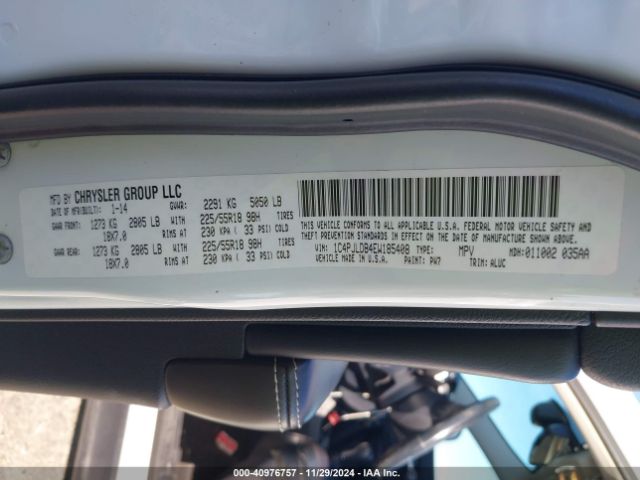 MFD BY CHRYSLER GROUP LLC
DATE OF MFR(BUILT): 1-14 GVWR: 2291 KG 5050 LB
GAWR FRONT: 1273 KG 2805 LB WITH 225/55R18 98H TIRES
18X7.0 RIMS AT 230 KPA ( 33 PSI) COLD
GAWR REAR: 1273 KG 2805 LB WITH 225/55R18 98H TIRES
18X7.0 RIMS AT 230 KPA ( 33 PSI) COLD
THIS VEHICLE CONFORMS TO ALL APPLICABLE U.S.A. FEDERAL MOTOR VEHICLE SAFETY AND THEFT PREVENTION STANDARDS IN EFFECT ON THE DATE OF MANUFACTURE SHOWN ABOVE.
VIN: 1C4PJLDB4EW185408 TYPE: MPV MDH: 011002 035AA
VEHICLE MADE IN U.S.A. PAINT: PW7 TRIM: ALUC
000-40976757 - 11/29/2024 - IAA Inc.